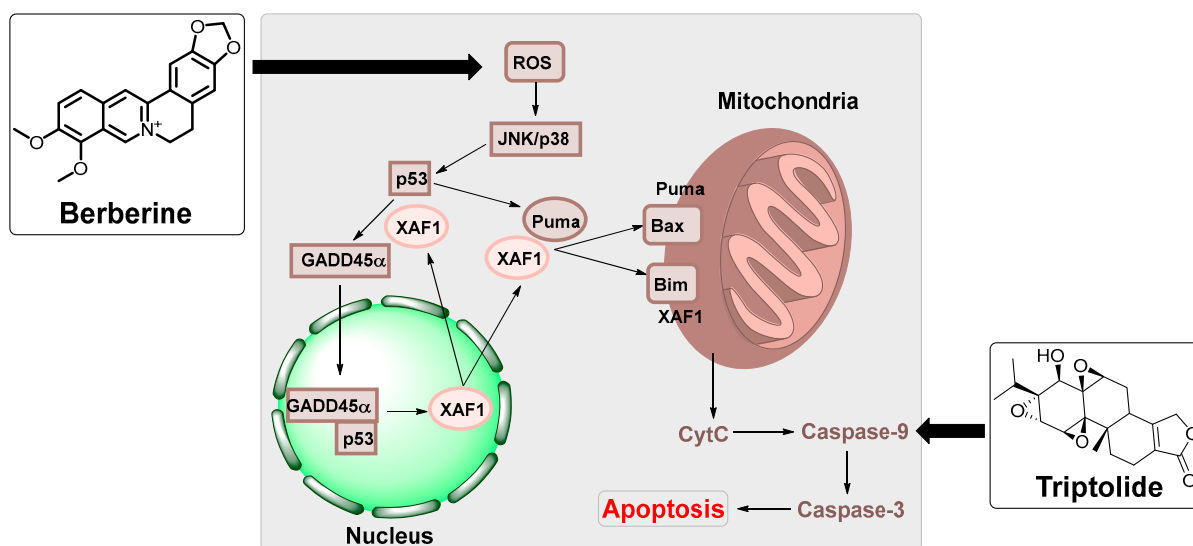 O
O
N+
O
O
Berberine
ROS
JNK/p38
p53
XAF1
GADD45α
Puma
XAF1
Mitochondria
Puma
Bax
Bim
XAF1
GADD45α
p53
XAF1
Nucleus
CytC
Caspase-9
Caspase-3
Apoptosis
HO
O
O
O
O
O
Triptolide